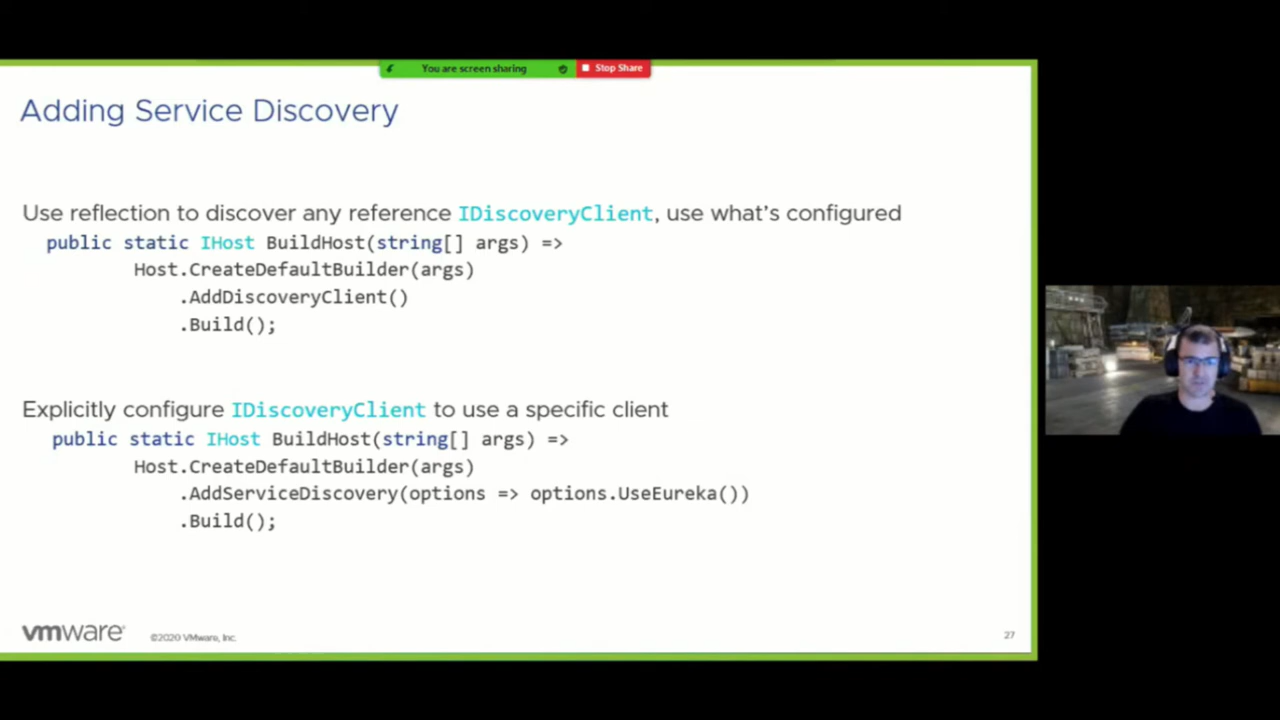 You are screen sharing
Stop Share
Adding Service Discovery
Use reflection to discover any reference IDiscoveryClient, use what's configured
public static IHost BuildHost(string[] args) =>
Host.CreateDefaultBuilder(args)
.AddDiscoveryClient()
.Build();
Explicitly configure IDiscoveryClient to use a specific client
public static IHost BuildHost(string[] args) =>
Host.CreateDefaultBuilder(args)
.AddServiceDiscovery(options => options.UseEureka())
.Build();
vmware®
©2020 VMware, Inc.
27